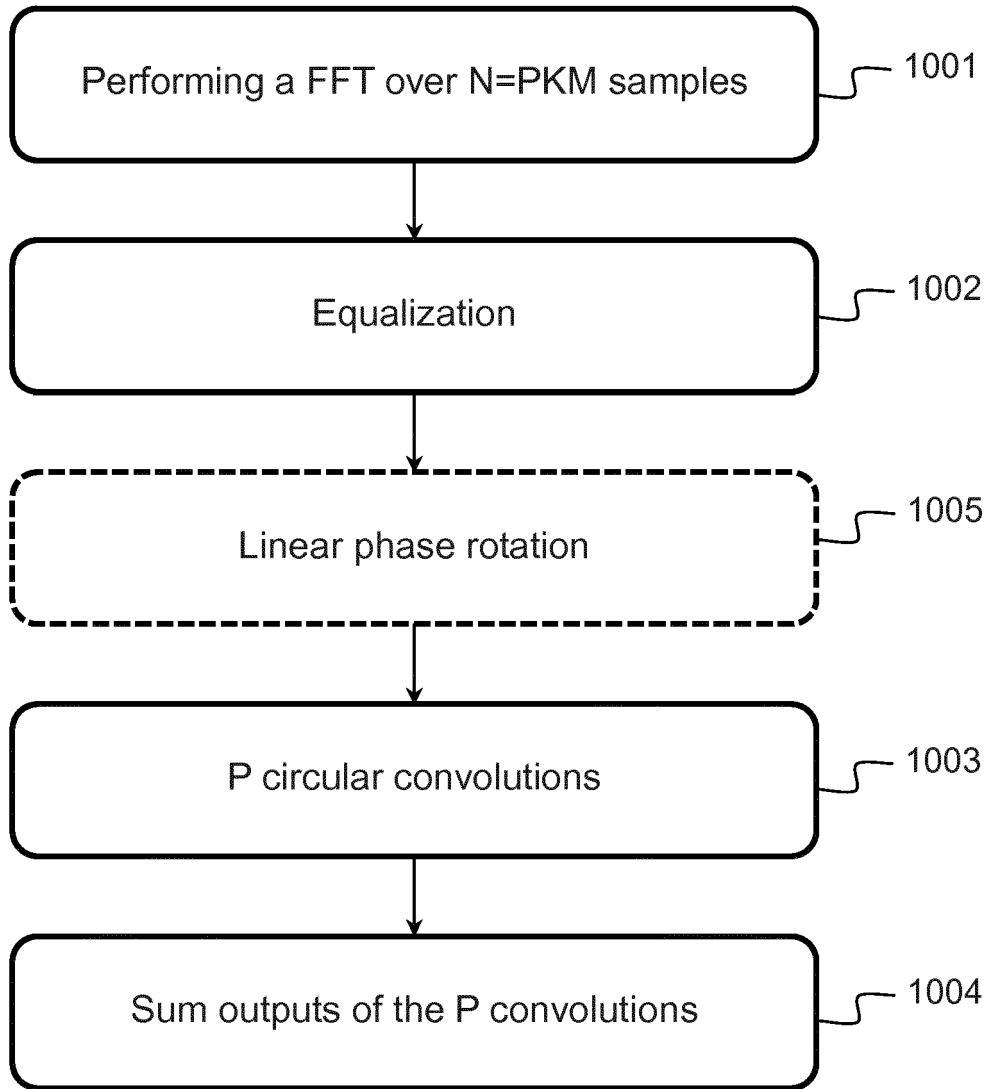 Performing a FFT over N=PKM samples
1001
Equalization
1002
Linear phase rotation
1005
P circular convolutions
1003
Sum outputs of the P convolutions
1004